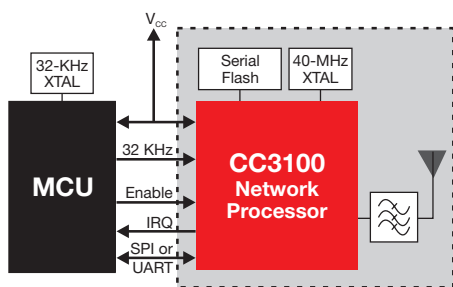 VCC
32-KHz
XTAL
Serial
Flash
40-MHz
XTAL
32 KHz
Enable
IRQ
SPI or
UART
MCU
CC3100
Network
Processor